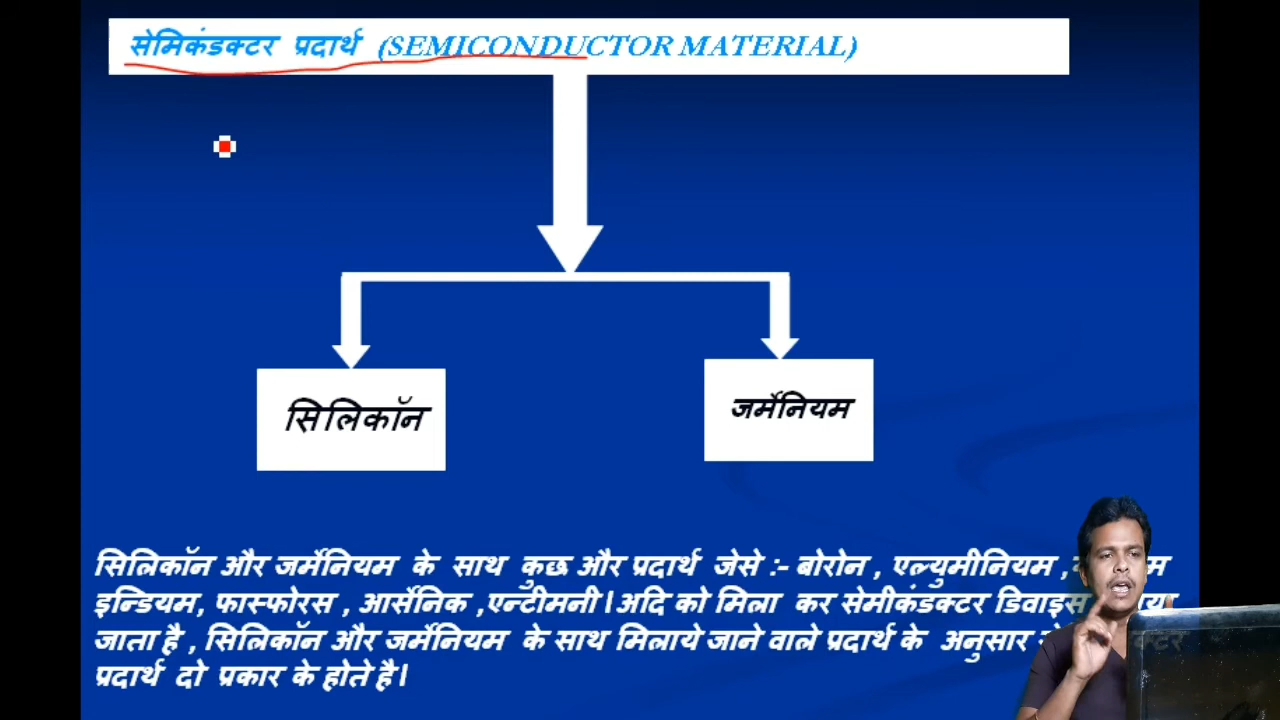 सेमिकंडक्टर प्रदार्थ (SEMICONDUCTOR MATERIAL)
सिलिकॉन
जर्मेनियम
सिलिकॉन और जर्मेनियम के साथ कुछ और प्रदार्थ जेसे :- बोरोन , एल्युमीनियम ,
इन्डियम, फास्फोरस , आर्सेनिक ,एन्टीमनी । अदि को मिला कर सेमीकंडक्टर डिवाइस
जाता है , सिलिकॉन और जर्मेनियम के साथ मिलाये जाने वाले प्रदार्थ के अनुसार
प्रदार्थ दो प्रकार के होते है ।